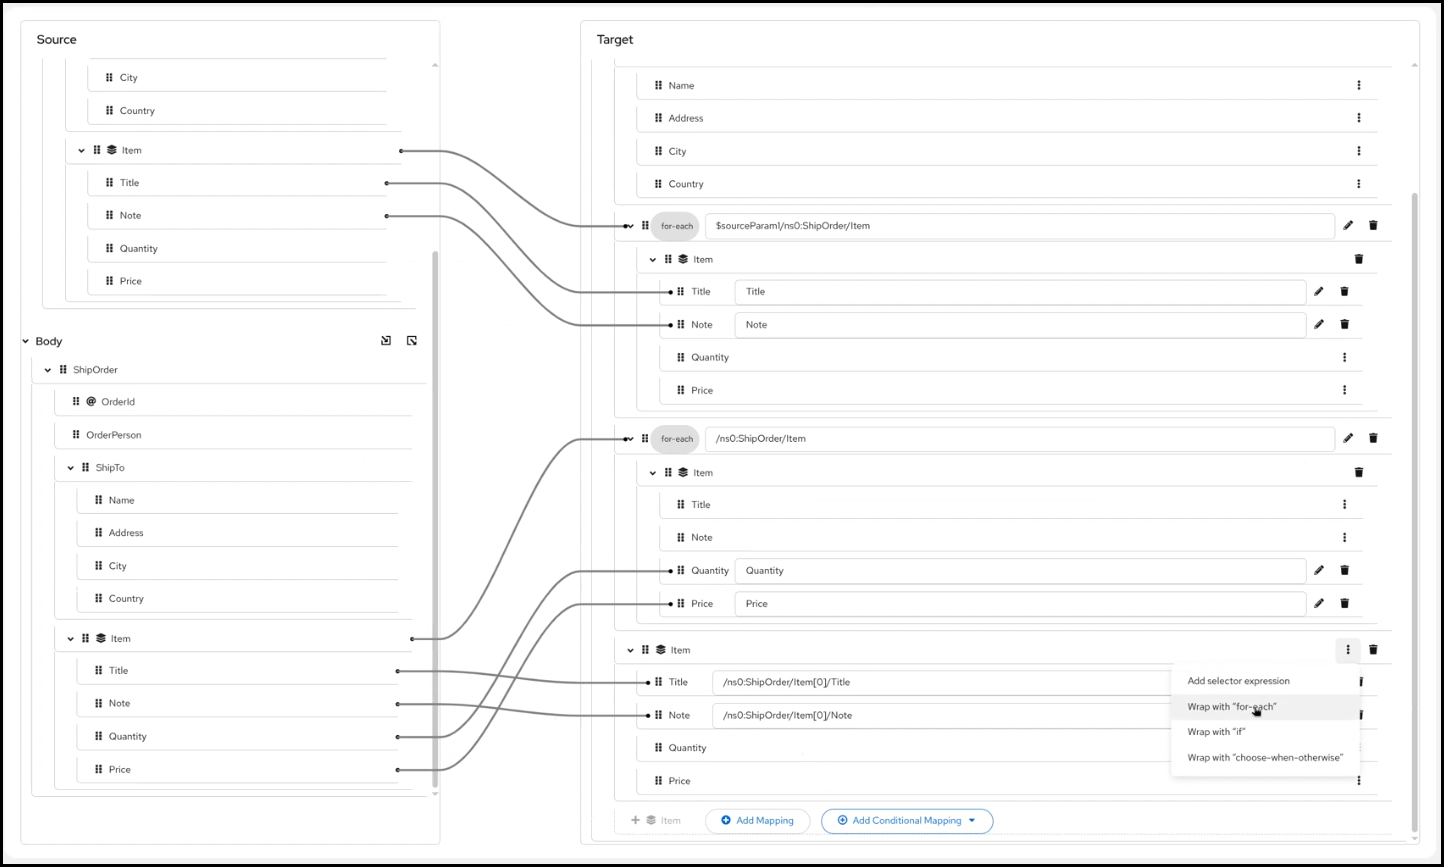 Source
City
Country
Item
Title
Note
Quantity
Price
Body
ShipOrder
@ OrderId
OrderPerson
ShipTo
Name
Address
City
Country
Item
Title
Note
Quantity
Price
Target
Name
Address
City
Country
for-each $sourceParam1/ns0:ShipOrder/Item
Item
Title Title
Note Note
Quantity
Price
for-each /ns0:ShipOrder/Item
Item
Title
Note
Quantity Quantity
Price Price
Item
Title /ns0:ShipOrder/Item[0]/Title
Note /ns0:ShipOrder/Item[0]/Note
Quantity
Price
Add selector expression
Wrap with "for-each"
Wrap with "if"
Wrap with "choose-when-otherwise"
+ Item Add Mapping Add Conditional Mapping